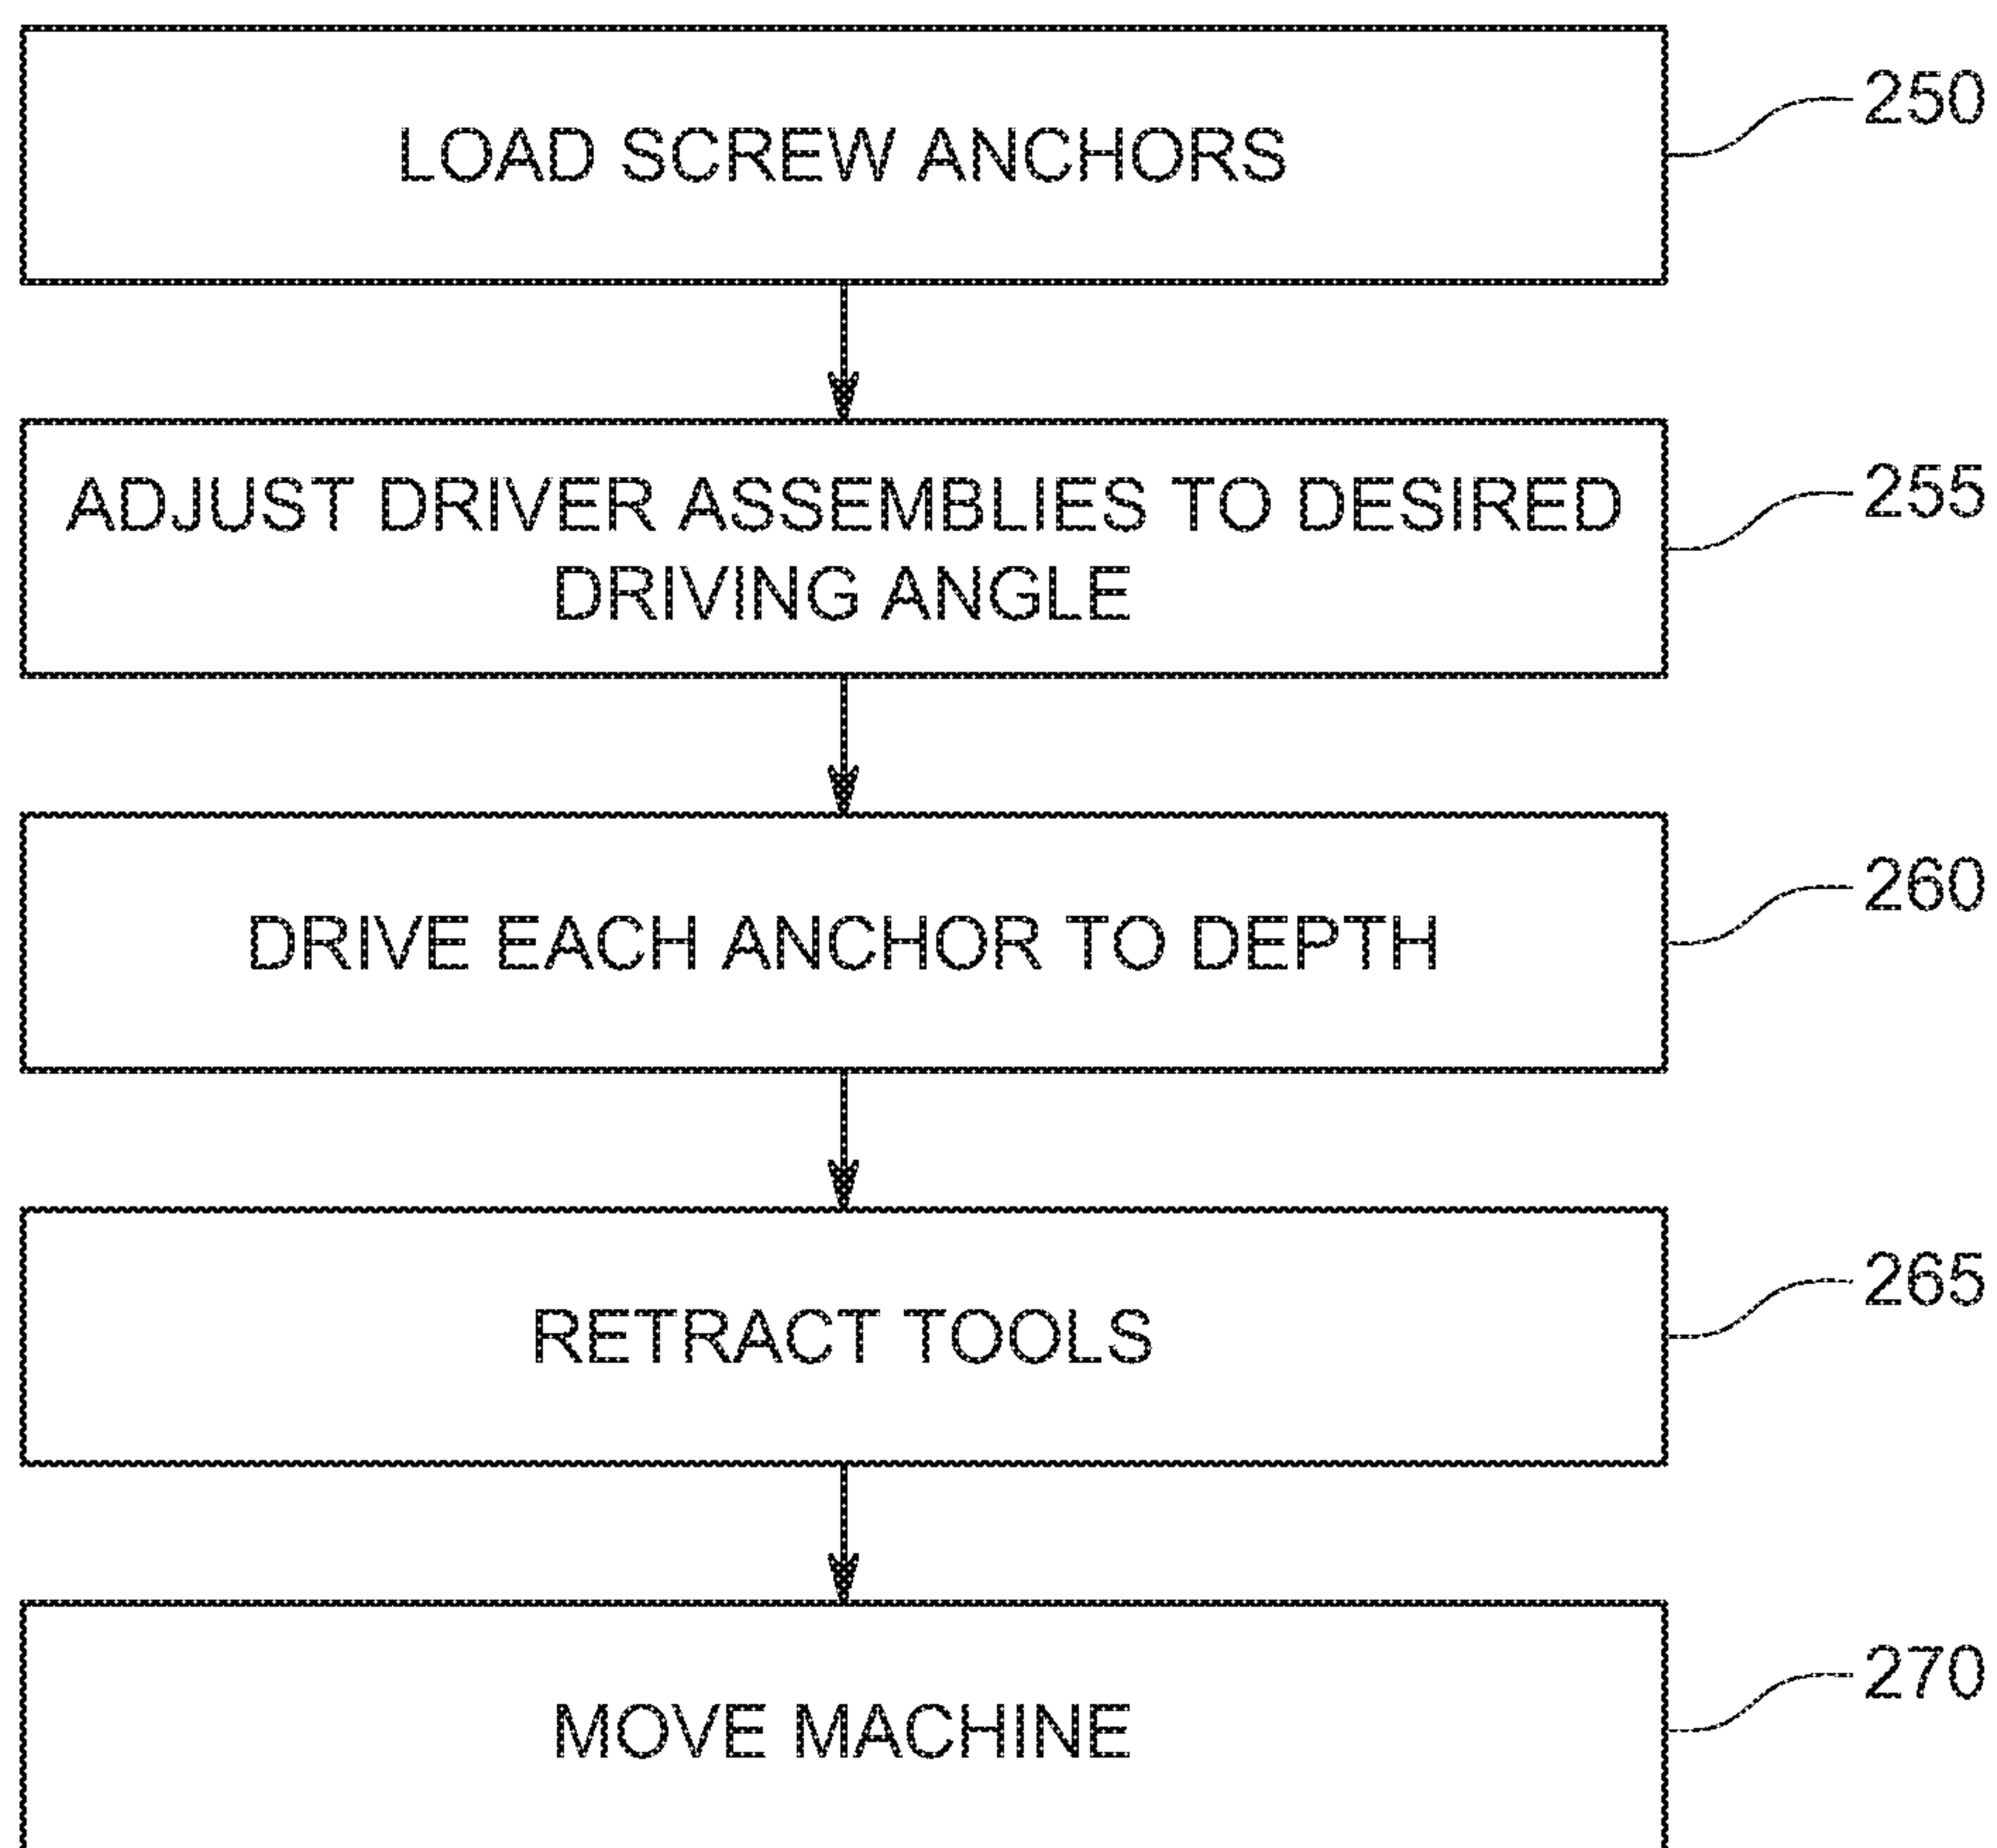 LOAD SCREW ANCHORS
250
ADJUST DRIVER ASSEMBLIES TO DESIRED
DRIVING ANGLE
255
DRIVE EACH ANCHOR TO DEPTH
260
RETRACT TOOLS
265
MOVE MACHINE
270